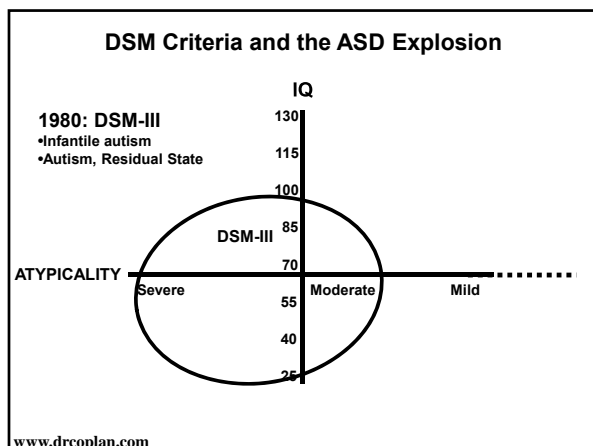 DSM Criteria and the ASD Explosion
IQ
1980: DSM-III
•Infantile autism
•Autism, Residual State
130
115
100
85
70
55
40
25
DSM-III
ATYPICALITY
Severe
Moderate
Mild
www.drcoplan.com